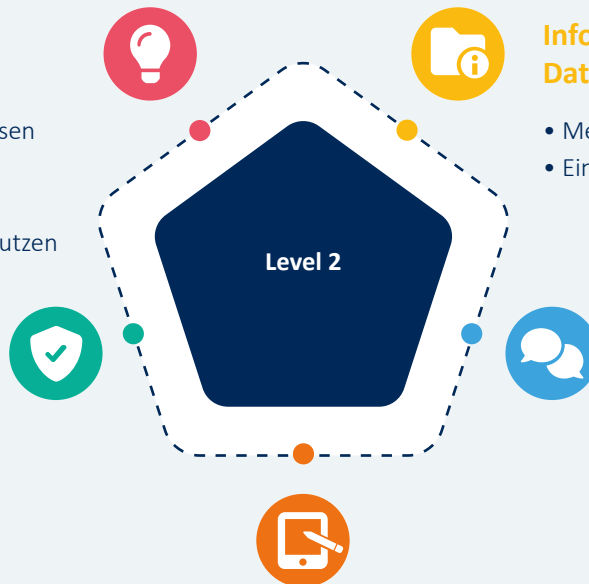 Info
Dat
• Me
• Ein
sen
utzen
Level 2